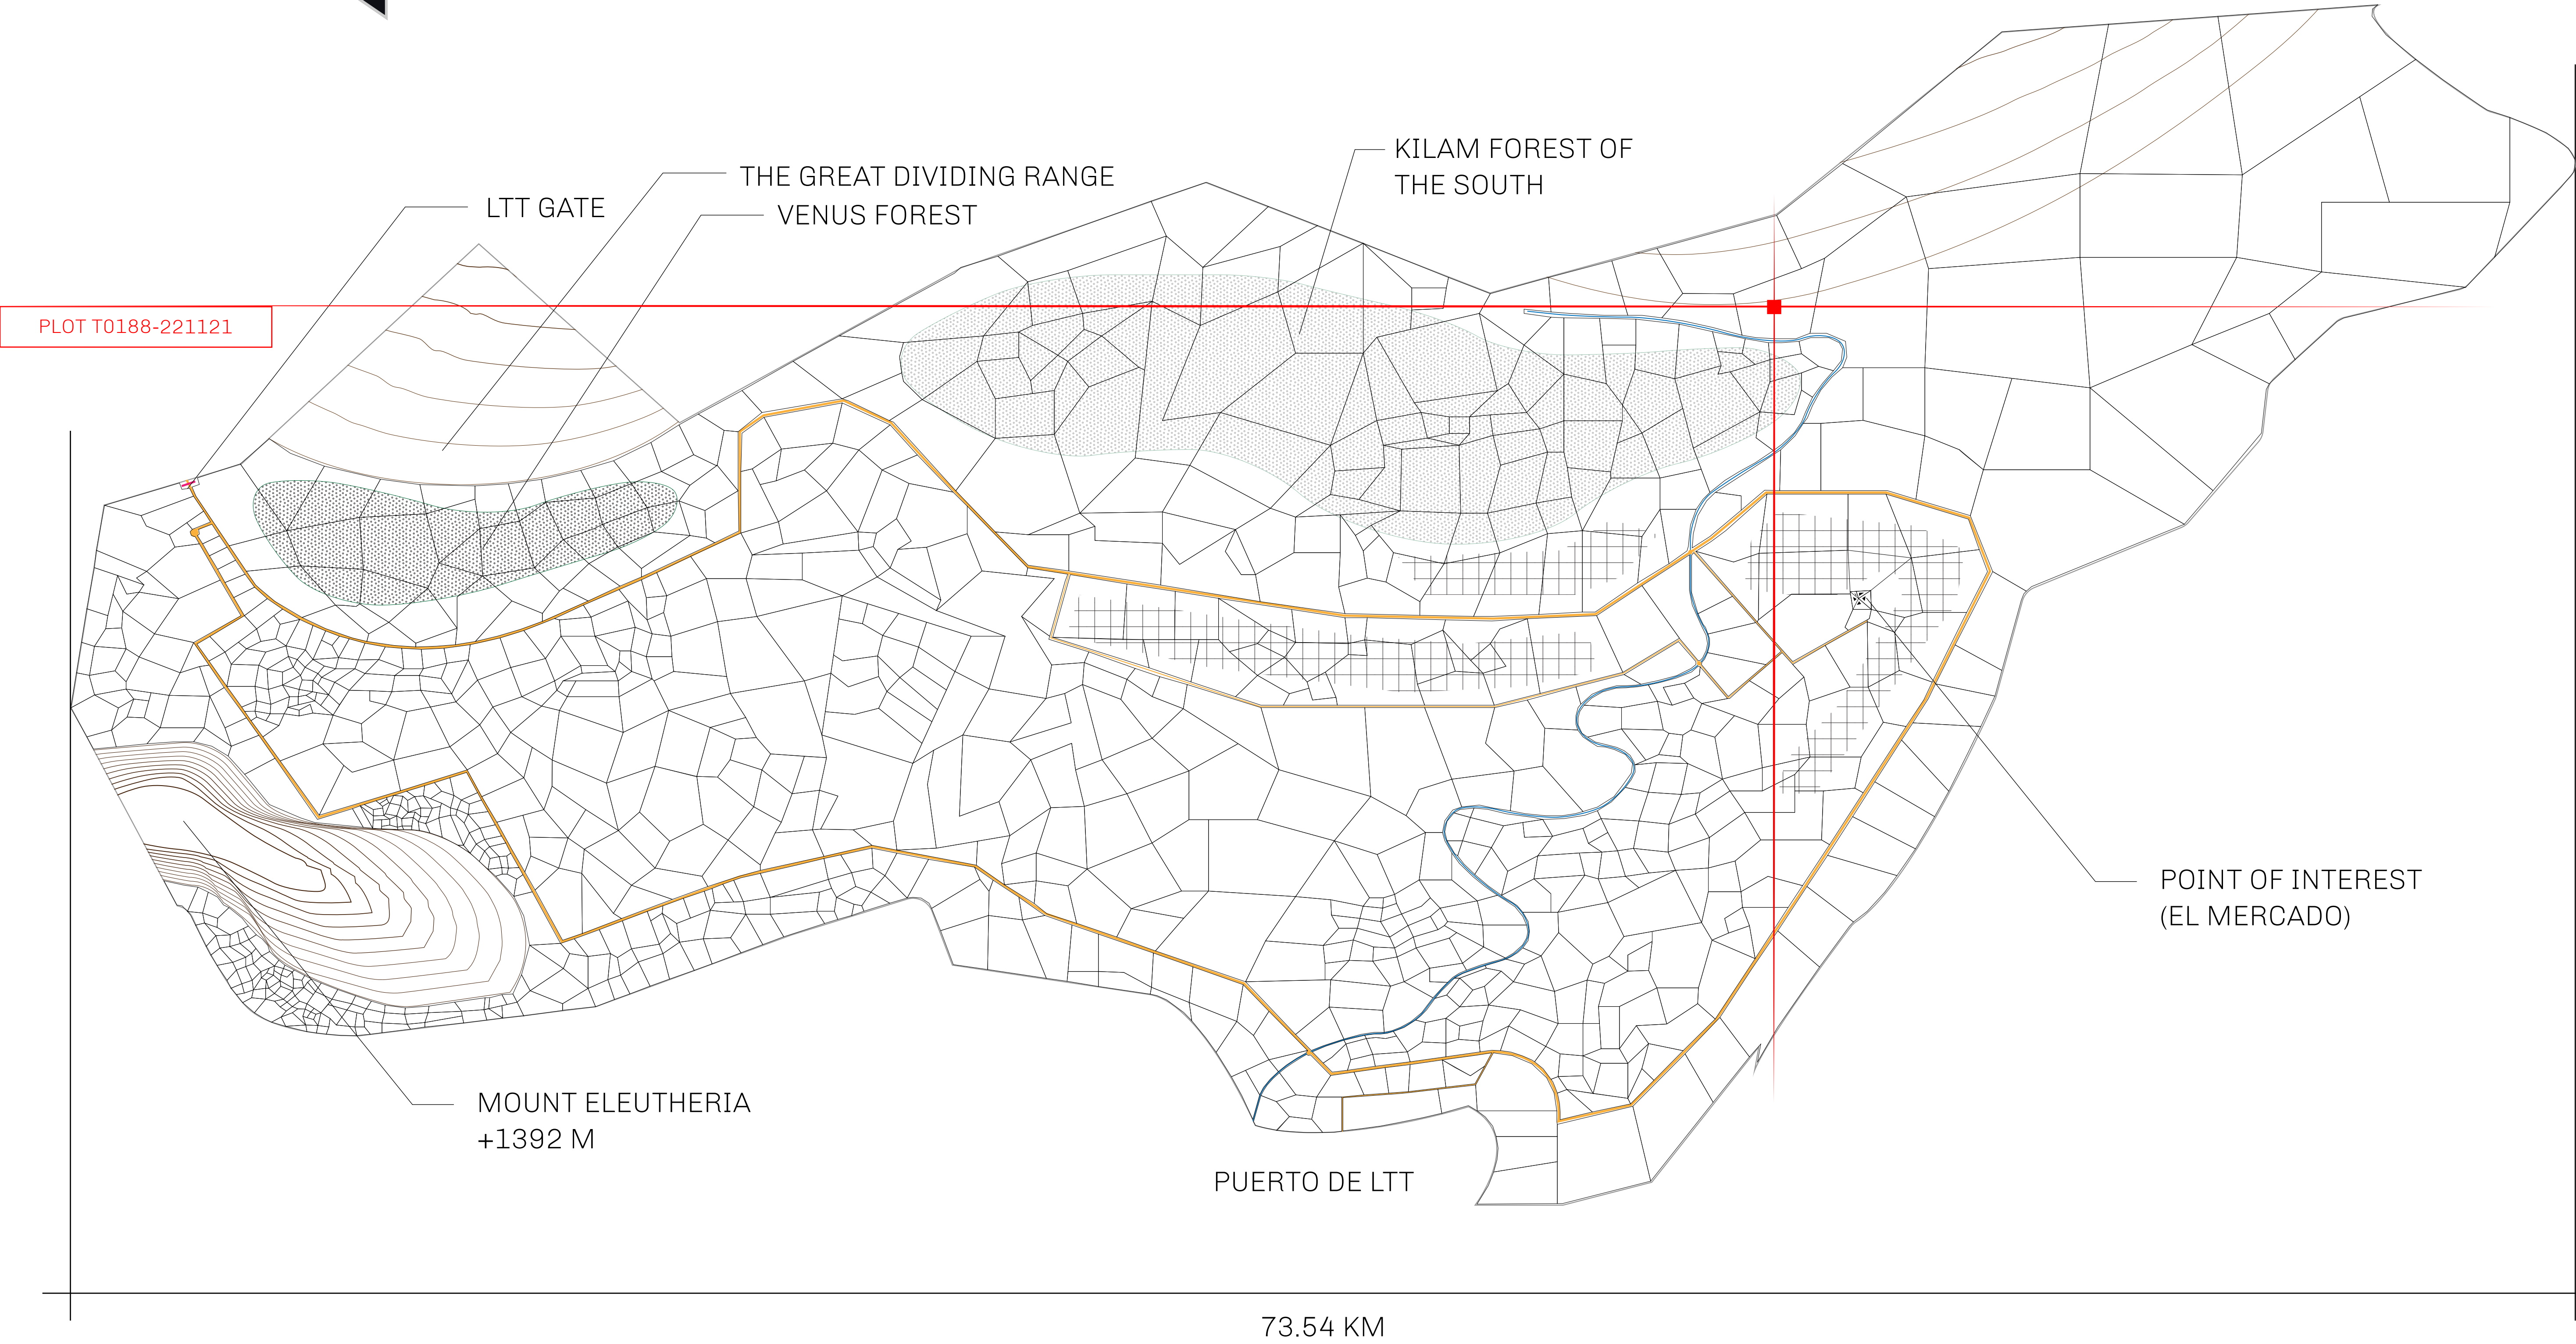 KILAM FOREST OF
THE SOUTH
THE GREAT DIVIDING RANGE
LTT GATE
VENUS FOREST
PLOT T0188-221121
POINT OF INTEREST
(EL MERCADO)
MOUNT ELEUTHERIA
+1392 M
PUERTO DE LTT
73.54 KM